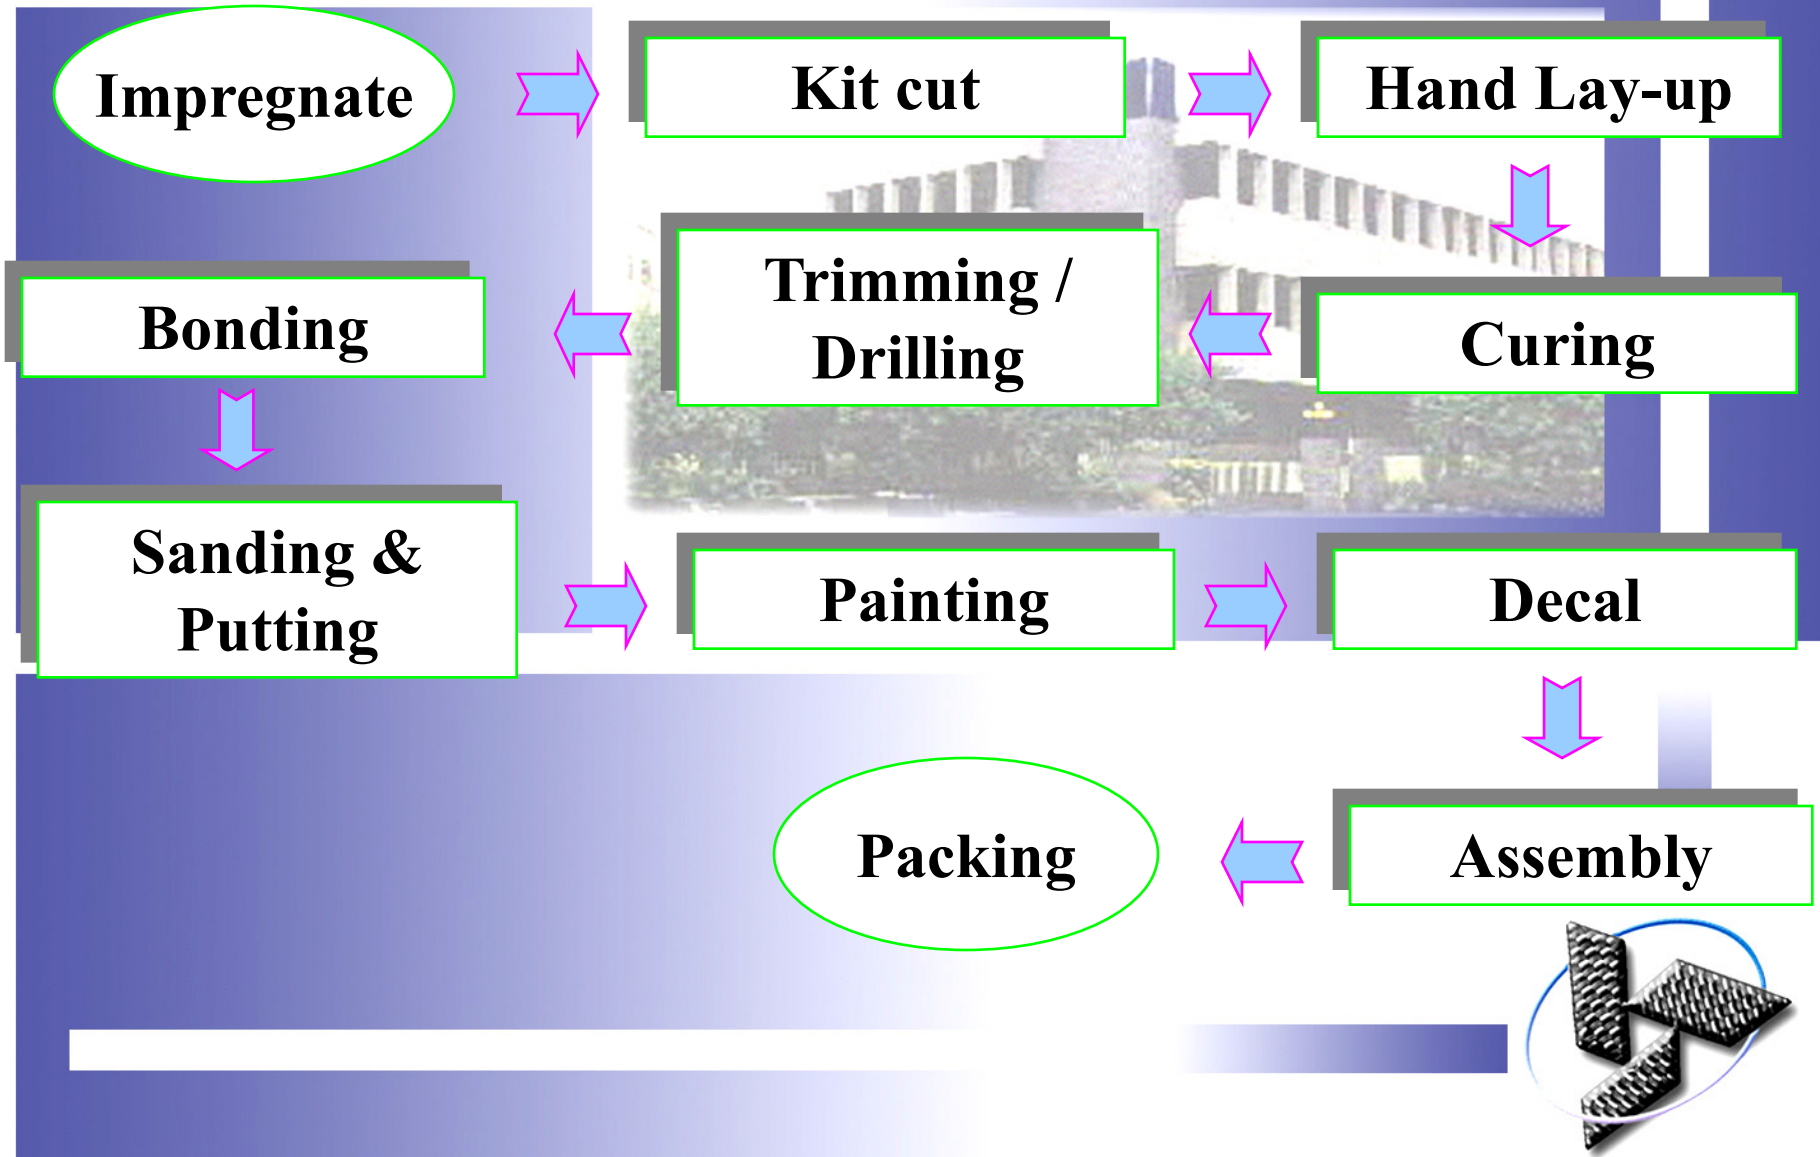 Impregnate
Kit cut
Hand Lay-up
Bonding
Trimming /
Drilling
Curing
Sanding &
Putting
Painting
Decal
Packing
Assembly